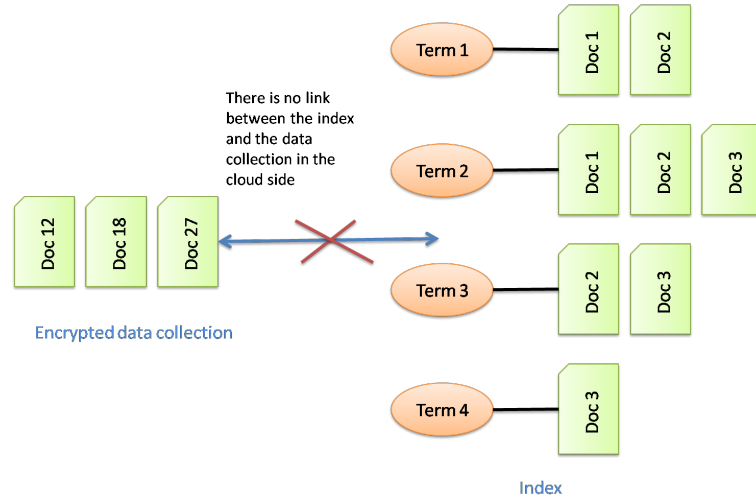 Term 1
Doc 1
Doc 2
There is no link
between the index
and the data
collection in the
cloud side
Term 2
Doc 1
Doc 2
Doc 3
Doc 12
Doc 18
Doc 27
Term 3
Doc 2
Doc 3
Encrypted data collection
Term 4
Doc 3
Index